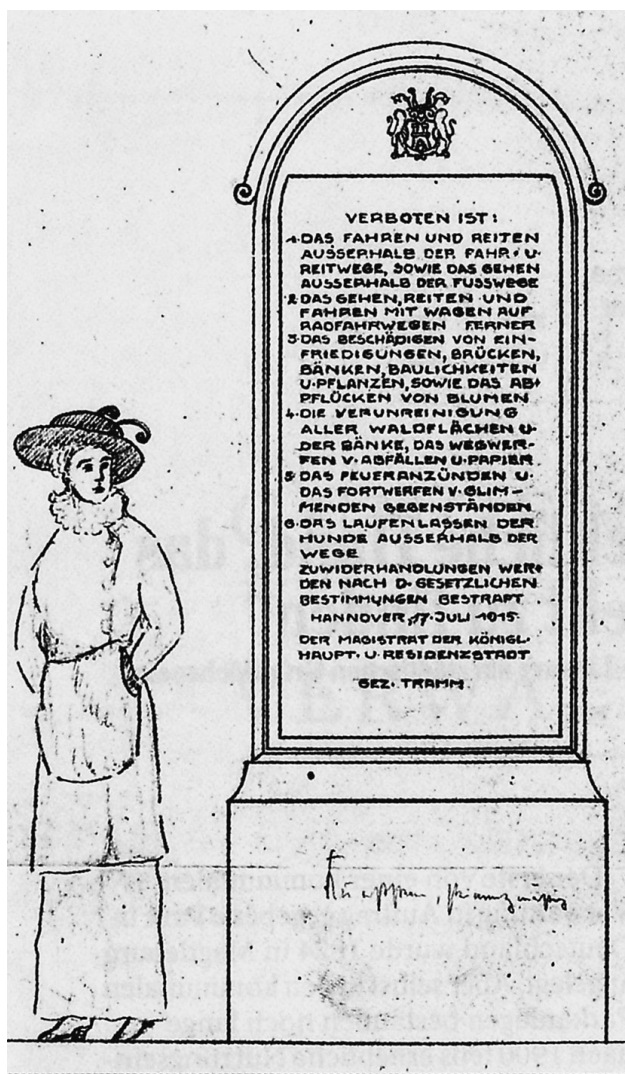 VERBOTEN IST:
1. DAS FAHREN UND REITEN
AUSSERHALB DER FAHR- U.
REITWEGE, SOWIE DAS GEHEN
AUSSERHALB DER FUSSWEGE
2. DAS GEHEN, REITEN UND
FAHREN MIT WAGEN AUF
RADFAHRWEGEN FERNER
3. DAS BESCHÄDIGEN VON EIN-
FRIEDIGUNGEN, BRÜCKEN,
BÄNKEN, BAULICHKEITEN
U. PFLANZEN, SOWIE DAS AB-
PFLÜCKEN VON BLUMEN
4. DIE VERUNREINIGUNG
ALLER WALDFLÄCHEN U.
DER BÄNKE, DAS WEGWER-
FEN V. ABFÄLLEN U. PAPIER
5. DAS FEUERANZÜNDEN U.
DAS FORTWERFEN V. GLIM-
MENDEN GEGENSTÄNDEN
6. DAS LAUFENLASSEN DER
HUNDE AUSSERHALB DER
WEGE
ZUWIDERHANDLUNGEN WER-
DEN NACH D. GESETZLICHEN
BESTIMMUNGEN BESTRAFT
HANNOVER, 17. JULI 1915.
DER MAGISTRAT DER KÖNIGL.
HAUPT- U. RESIDENZSTADT
GEZ. TRAMM